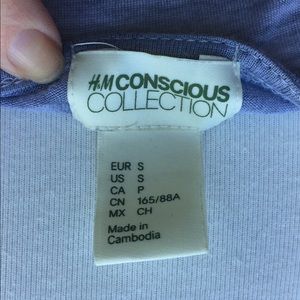 H&M CONSCIOUS
COLLECTION
EUR S
US S
CA P
CN 165/88A
MX CH
Made in
Cambodia